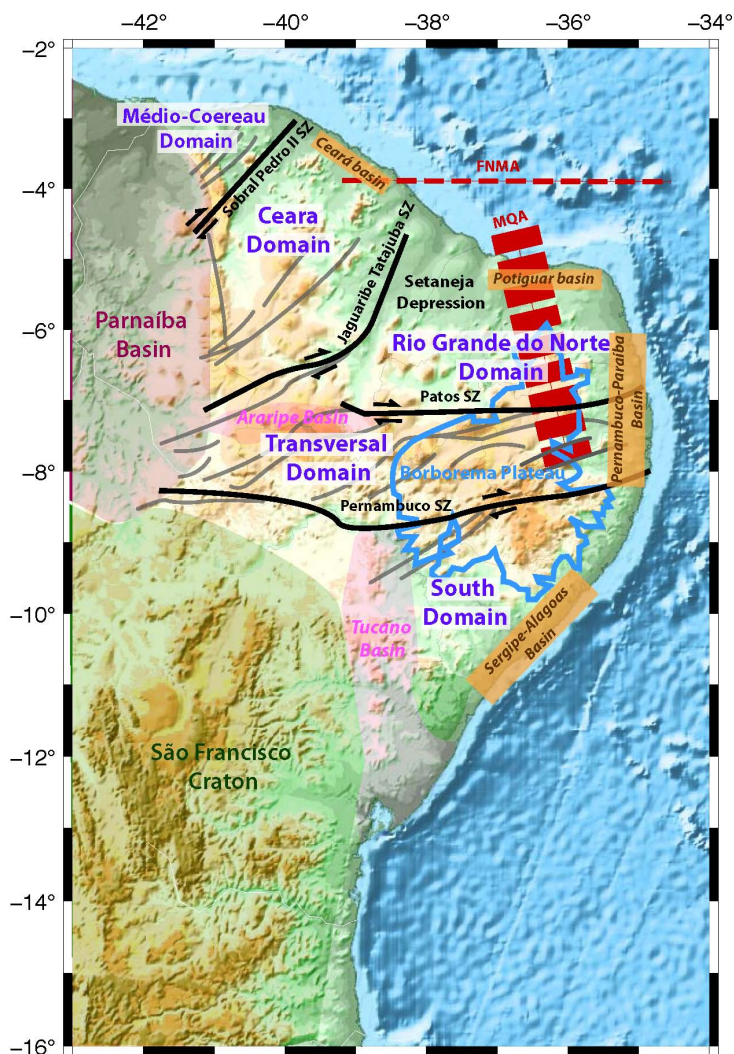 −42°
−40°
−38°
−36°
−34°
−2°
−4°
−6°
−8°
−10°
−12°
−14°
−16°
Médio-Coereau
Domain
Sobral Pedro II SZ
Ceará basin
FNMA
Ceara
Domain
MQA
Jaguaribe Tatajuba SZ
Setaneja
Depression
Potiguar basin
Parnaíba
Basin
Rio Grande do Norte
Domain
Patos SZ
Pernambuco-Paraiba
Basin
Araripe Basin
Transversal
Domain
Borborema Plateau
Pernambuco SZ
South
Domain
Tucano
Basin
Sergipe-Alagoas
Basin
São Francisco
Craton